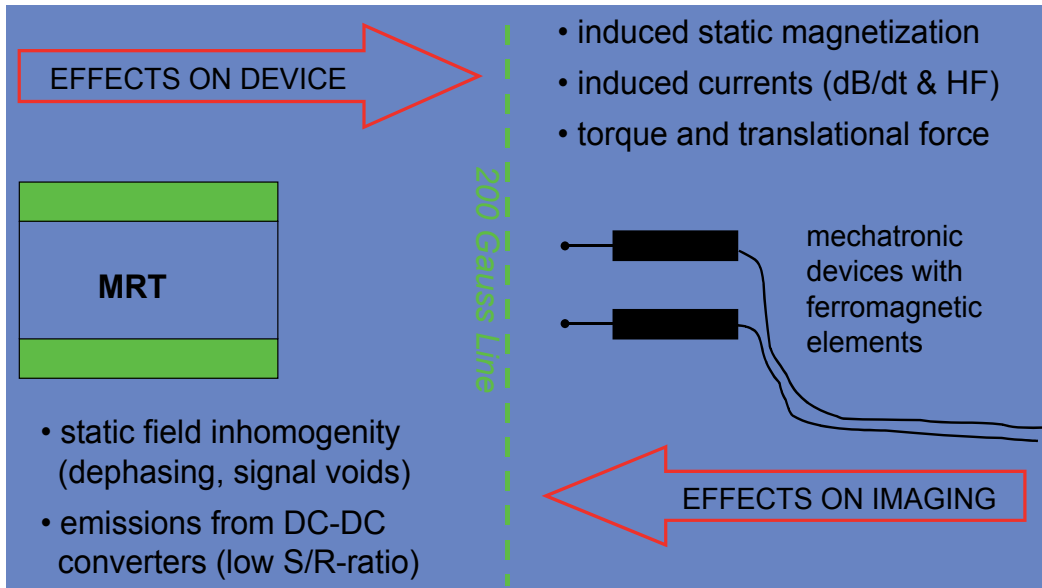 EFFECTS ON DEVICE
• induced static magnetization
• induced currents (dB/dt & HF)
• torque and translational force
200 Gauss Line
MRT
mechatronic
devices with
ferromagnetic
elements
• static field inhomogenity
(dephasing, signal voids)
• emissions from DC-DC
converters (low S/R-ratio)
EFFECTS ON IMAGING